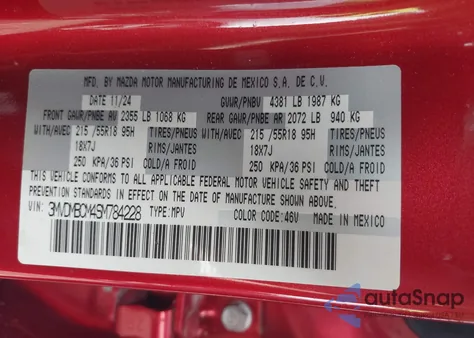 MFD. BY MAZDA MOTOR MANUFACTURING DE MEXICO S.A. DE C.V.
DATE 11/24 GVWR/PNBV 4381 LB 1987 KG
FRONT GAWR/PNBE AV 2355 LB 1068 KG REAR GAWR/PNBE AR 2072 LB 940 KG
WITH/AVEC 215 /55R18 95H TIRES/PNEUS WITH/AVEC 215 /55R18 95H TIRES/PNEUS
18X7J RIMS/JANTES 18X7J RIMS/JANTES
250 KPA/36 PSI COLD/A FROID 250 KPA/36 PSI COLD/A FROID
THIS VEHICLE CONFORMS TO ALL APPLICABLE FEDERAL MOTOR VEHICLE SAFETY AND THEFT
PREVENTION STANDARDS IN EFFECT ON THE DATE OF MANUFACTURE SHOWN ABOVE.
VIN: 3MVDMBCM4SM784228 TYPE:MPV COLOR CODE:46V MADE IN MEXICO
autoSnap